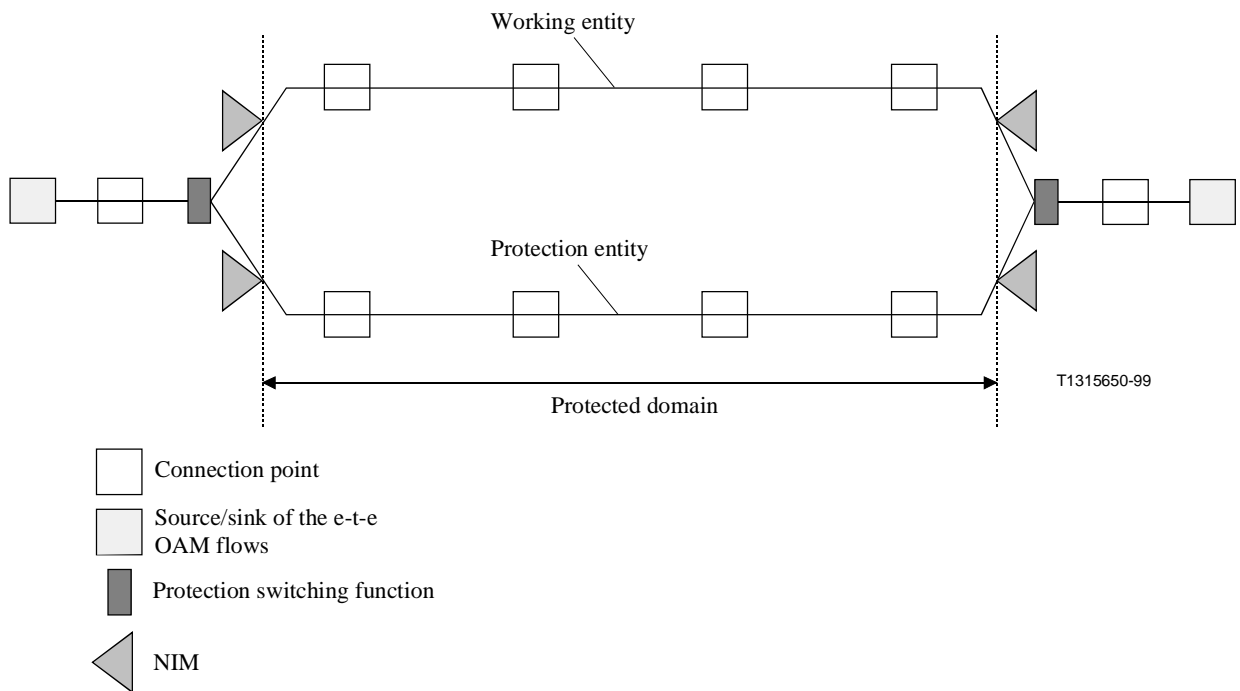 Working entity
Protection entity
T1315650-99
Protected domain
Connection point
Source/sink of the e-t-e
OAM flows
Protection switching function
NIM